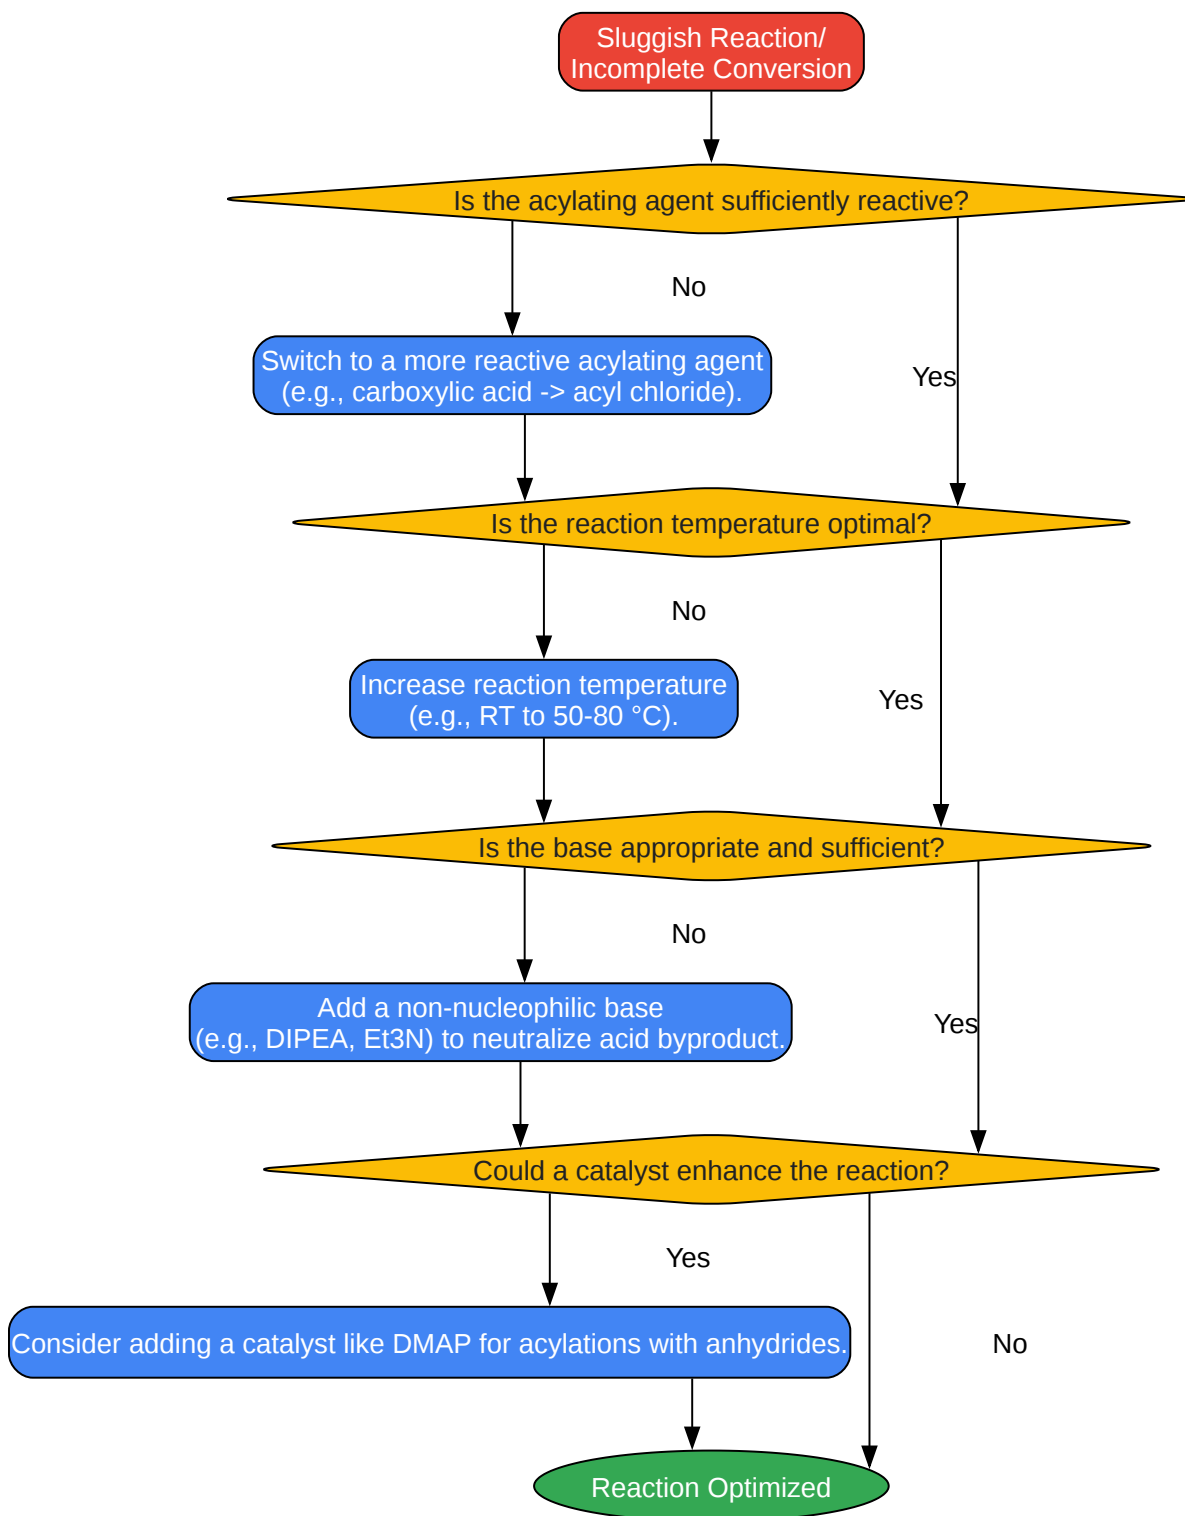 Sluggish Reaction/
Incomplete Conversion
Is the acylating agent sufficiently reactive?
No
Switch to a more reactive acylating agent
(e.g., carboxylic acid -> acyl chloride).
Yes
Is the reaction temperature optimal?
No
Increase reaction temperature
(e.g., RT to 50-80 °C).
Yes
Is the base appropriate and sufficient?
No
Add a non-nucleophilic base
(e.g., DIPEA, Et3N) to neutralize acid byproduct.
Yes
Could a catalyst enhance the reaction?
Yes
Consider adding a catalyst like DMAP for acylations with anhydrides.
No
Reaction Optimized